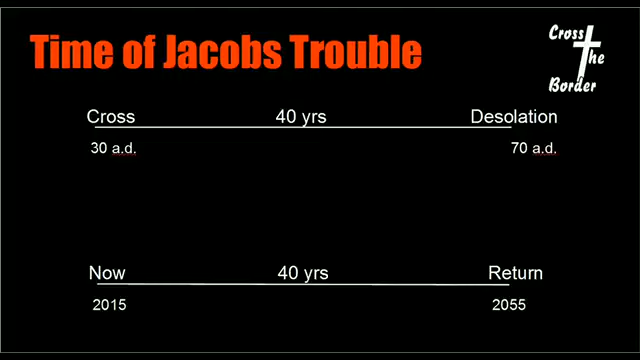 Time of Jacobs Trouble
Cross
The
Border
Cross 40 yrs Desolation
30 a.d. 70 a.d.
Now 40 yrs Return
2015 2055